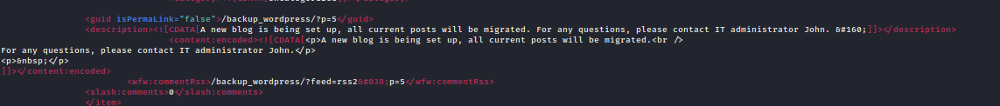 <guid isPermaLink="false">/backup_wordpress/?p=5</guid>
<description><![CDATA[A new blog is being set up, all current posts will be migrated. For any questions, please contact IT administrator John. &#160;]]></description>
<content:encoded><![CDATA[<p>A new blog is being set up, all current posts will be migrated.<br />
For any questions, please contact IT administrator John.</p>
<p>&nbsp;</p>
]]></content:encoded>
<wfw:commentRss>/backup_wordpress/?feed=rss2&#038;p=5</wfw:commentRss>
<slash:comments>0</slash:comments>
</item>